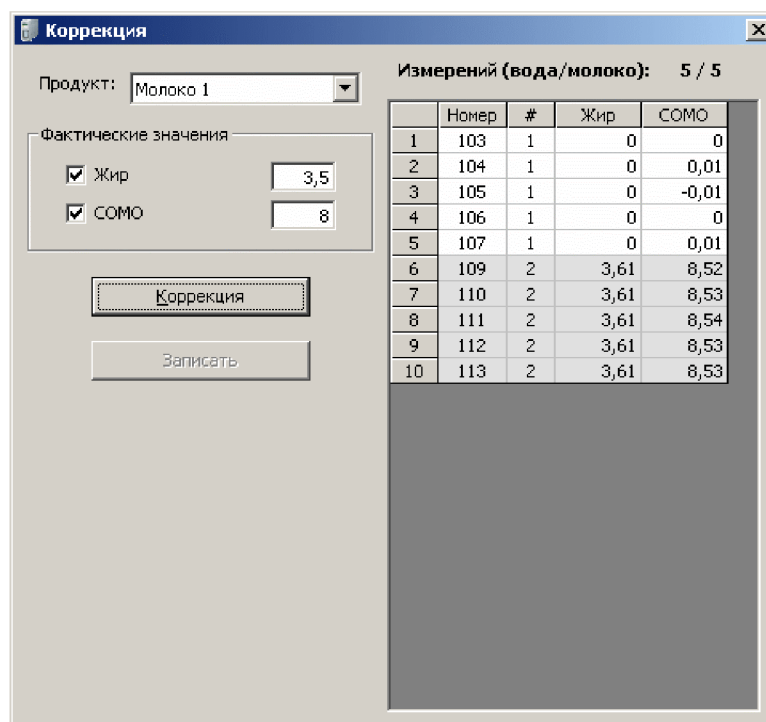 Коррекция
Продукт: Молоко 1
Фактические значения
Жир 3,5
СОМО 8
Коррекция
Записать
Измерений (вода/молоко): 5 / 5
Номер # Жир СОМО
1 103 1 0 0
2 104 1 0 0,01
3 105 1 0 -0,01
4 106 1 0 0
5 107 1 0 0,01
6 109 2 3,61 8,52
7 110 2 3,61 8,53
8 111 2 3,61 8,54
9 112 2 3,61 8,53
10 113 2 3,61 8,53